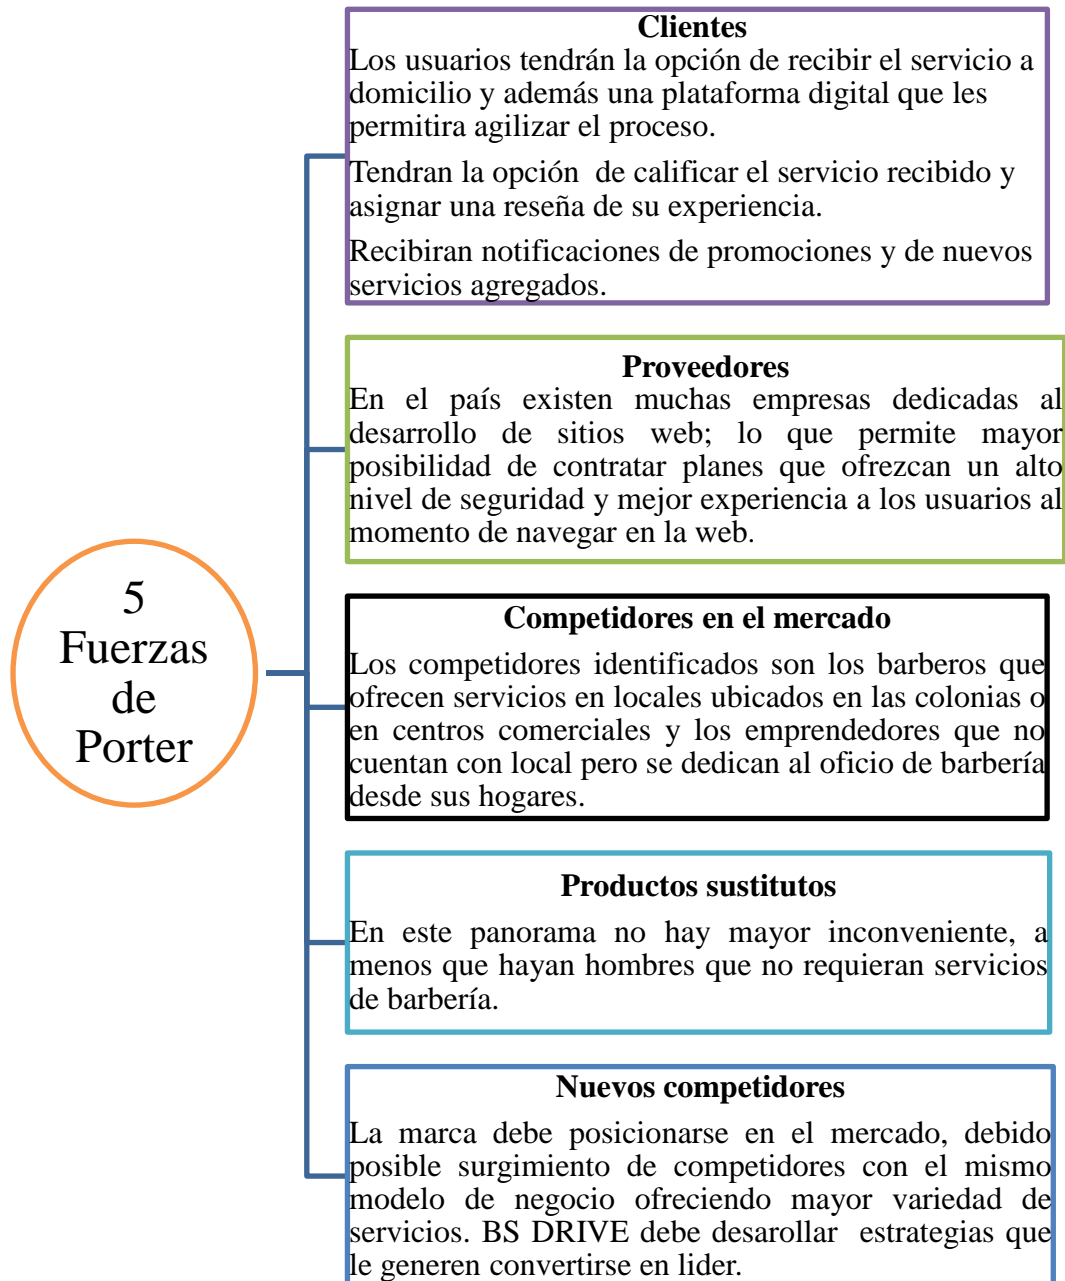 5
Fuerzas
de
Porter
Clientes
Los usuarios tendrán la opción de recibir el servicio a
domicilio y además una plataforma digital que les
permitira agilizar el proceso.
Tendran la opción de calificar el servicio recibido y
asignar una reseña de su experiencia.
Recibiran notificaciones de promociones y de nuevos
servicios agregados.
Proveedores
En el país existen muchas empresas dedicadas al
desarrollo de sitios web; lo que permite mayor
posibilidad de contratar planes que ofrezcan un alto
nivel de seguridad y mejor experiencia a los usuarios al
momento de navegar en la web.
Competidores en el mercado
Los competidores identificados son los barberos que
ofrecen servicios en locales ubicados en las colonias o
en centros comerciales y los emprendedores que no
cuentan con local pero se dedican al oficio de barbería
desde sus hogares.
Productos sustitutos
En este panorama no hay mayor inconveniente, a
menos que hayan hombres que no requieran servicios
de barbería.
Nuevos competidores
La marca debe posicionarse en el mercado, debido
posible surgimiento de competidores con el mismo
modelo de negocio ofreciendo mayor variedad de
servicios. BS DRIVE debe desarollar estrategias que
le generen convertirse en lider.